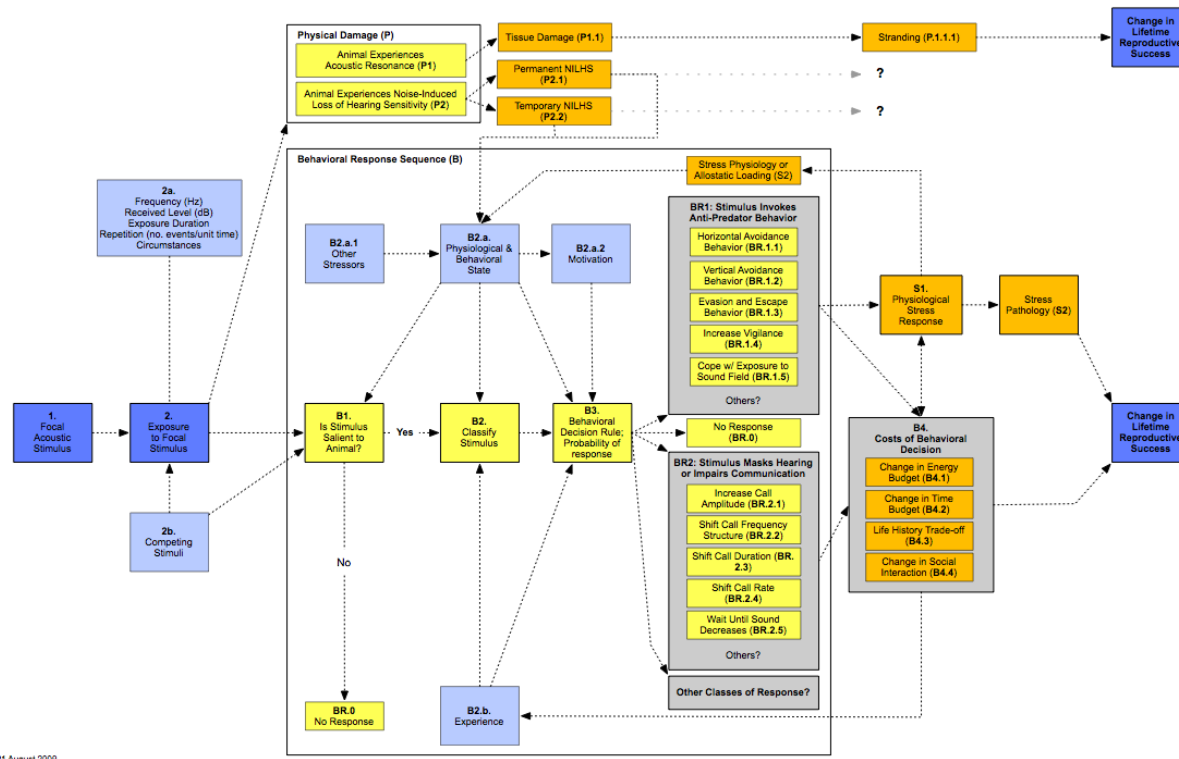 Physical Damage (P)
Animal Experiences
Acoustic Resonance (P1)
Animal Experiences Noise-Induced
Loss of Hearing Sensitivity (P2)
Tissue Damage (P1.1)
Permanent NILHS
(P2.1)
Temporary NILHS
(P2.2)
Stranding (P.1.1.1)
?
?
Change in
Lifetime
Reproductive
Success
Behavioral Response Sequence (B)
Stress Physiology or
Allostatic Loading (S2)
2a.
Frequency (Hz)
Received Level (dB)
Exposure Duration
Repetition (no. events/unit time)
Circumstances
B2.a.1
Other
Stressors
B2.a.
Physiological &
Behavioral
State
B2.a.2
Motivation
BR1: Stimulus Invokes
Anti-Predator Behavior
Horizontal Avoidance
Behavior (BR.1.1)
Vertical Avoidance
Behavior (BR.1.2)
Evasion and Escape
Behavior (BR.1.3)
Increase Vigilance
(BR.1.4)
Cope w/ Exposure to
Sound Field (BR.1.5)
Others?
S1.
Physiological
Stress
Response
Stress
Pathology (S2)
1.
Focal
Acoustic
Stimulus
2.
Exposure
to Focal
Stimulus
B1.
Is Stimulus
Salient to
Animal?
Yes
B2.
Classify
Stimulus
B3.
Behavioral
Decision Rule;
Probability of
response
No Response
(BR.0)
BR2: Stimulus Masks Hearing
or Impairs Communication
Increase Call
Amplitude (BR.2.1)
Shift Call Frequency
Structure (BR.2.2)
Shift Call Duration (BR.
2.3)
Shift Call Rate
(BR.2.4)
Wait Until Sound
Decreases (BR.2.5)
Others?
Other Classes of Response?
B4.
Costs of Behavioral
Decision
Change in Energy
Budget (B4.1)
Change in Time
Budget (B4.2)
Life History Trade-off
(B4.3)
Change in Social
Interaction (B4.4)
Change in
Lifetime
Reproductive
Success
2b.
Competing
Stimuli
No
BR.0
No Response
B2.b.
Experience
August 2009